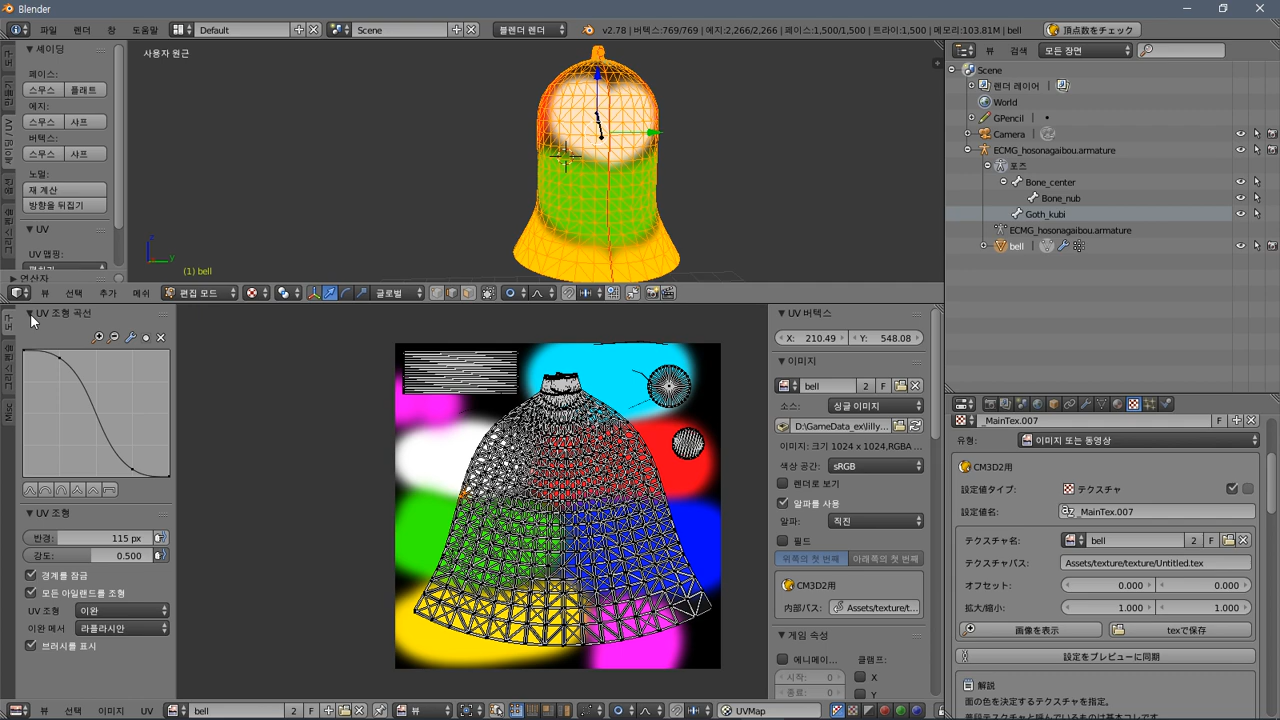 Blender
파일
렌더
창
도움말
Default
Scene
블렌더 렌더
v2.78 | 버텍스:769/769 | 에지:2,266/2,266 | 페이스:1,500/1,500 | 트라이:1,500 | 메모리:103.81M | bell
頂点数をチェック
셰이딩
페이스:
스무스 플래트
에지:
스무스 샤프
버텍스:
스무스 샤프
노멀:
재 계산
방향을 뒤집기
UV
UV 맵핑:
연산자
사용자 원근
z
y
(1) bell
뷰 선택 추가 메쉬 편집 모드 글로벌
뷰 검색 모든 장면
Scene
렌더 레이어
World
GPencil
Camera
ECMG_hosonagaibou.armature
포즈
Bone_center
Bone_nub
Goth_kubi
ECMG_hosonagaibou.armature
bell
UV 조형 곡선
UV 조형
반경: 115 px
강도: 0.500
경계를 잠금
모든 아일랜드를 조형
UV 조형 이완
이완 메서 라플라시안
브러시를 표시
Misc
UV 버텍스
X: 210.49 Y: 548.08
이미지
bell 2 F
소스: 싱글 이미지
D:\GameData_ex\lilly...
이미지: 크기 1024 x 1024,RGBA ...
색상 공간: sRGB
렌더로 보기
알파를 사용
알파: 직진
필드
위쪽의 첫 번째 아래쪽의 첫 번째
CM3D2用
内部パス: Assets/texture/t...
게임 속성
에니메이... 클램프:
시작: 0 X
종료: 0 Y
뷰 선택 이미지 UV bell 2 F 뷰 UVMap
_MainTex.007 F
유형: 이미지 또는 동영상
CM3D2用
設定値タイプ: テクスチャ
設定値名: _MainTex.007
テクスチャ名: bell 2 F
テクスチャパス: Assets/texture/texture/Untitled.tex
オフセット: 0.000 0.000
拡大/縮小: 1.000 1.000
画像を表示 texで保存
設定をプレビューに同期
解説
面の色を決定するテクスチャを指定。